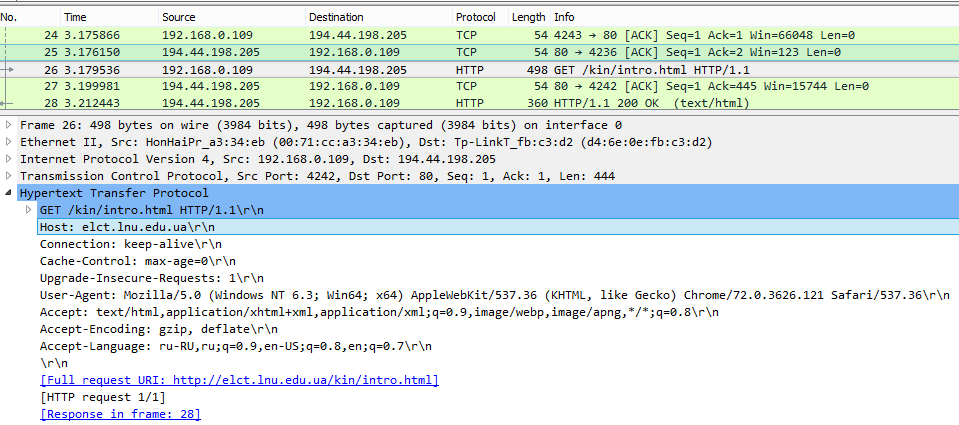 No. Time Source Destination Protocol Length Info
24 3.175866 192.168.0.109 194.44.198.205 TCP 54 4243 → 80 [ACK] Seq=1 Ack=1 Win=66048 Len=0
25 3.176150 194.44.198.205 192.168.0.109 TCP 54 80 → 4236 [ACK] Seq=1 Ack=2 Win=123 Len=0
26 3.179536 192.168.0.109 194.44.198.205 HTTP 498 GET /kin/intro.html HTTP/1.1
27 3.199981 194.44.198.205 192.168.0.109 TCP 54 80 → 4242 [ACK] Seq=1 Ack=445 Win=15744 Len=0
28 3.212443 194.44.198.205 192.168.0.109 HTTP 360 HTTP/1.1 200 OK  (text/html)
Frame 26: 498 bytes on wire (3984 bits), 498 bytes captured (3984 bits) on interface 0
Ethernet II, Src: HonHaiPr_a3:34:eb (00:71:cc:a3:34:eb), Dst: Tp-LinkT_fb:c3:d2 (d4:6e:0e:fb:c3:d2)
Internet Protocol Version 4, Src: 192.168.0.109, Dst: 194.44.198.205
Transmission Control Protocol, Src Port: 4242, Dst Port: 80, Seq: 1, Ack: 1, Len: 444
Hypertext Transfer Protocol
GET /kin/intro.html HTTP/1.1\r\n
Host: elct.lnu.edu.ua\r\n
Connection: keep-alive\r\n
Cache-Control: max-age=0\r\n
Upgrade-Insecure-Requests: 1\r\n
User-Agent: Mozilla/5.0 (Windows NT 6.3; Win64; x64) AppleWebKit/537.36 (KHTML, like Gecko) Chrome/72.0.3626.121 Safari/537.36\r\n
Accept: text/html,application/xhtml+xml,application/xml;q=0.9,image/webp,image/apng,*/*;q=0.8\r\n
Accept-Encoding: gzip, deflate\r\n
Accept-Language: ru-RU,ru;q=0.9,en-US;q=0.8,en;q=0.7\r\n
\r\n
[Full request URI: http://elct.lnu.edu.ua/kin/intro.html]
[HTTP request 1/1]
[Response in frame: 28]